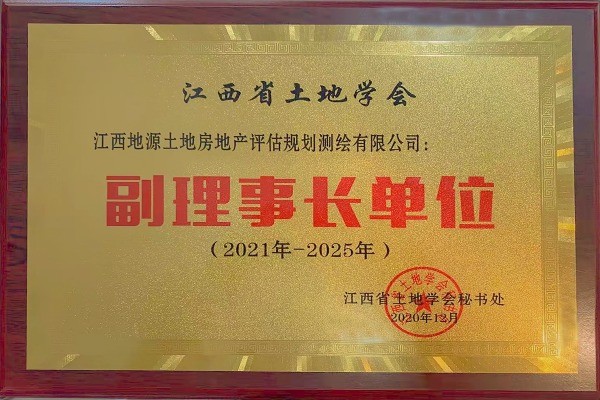 江西省土地学会
江西地源土地房地产评估规划测绘有限公司：
副理事长单位
（2021年-2025年）
江西省土地学会秘书处
2020年12月